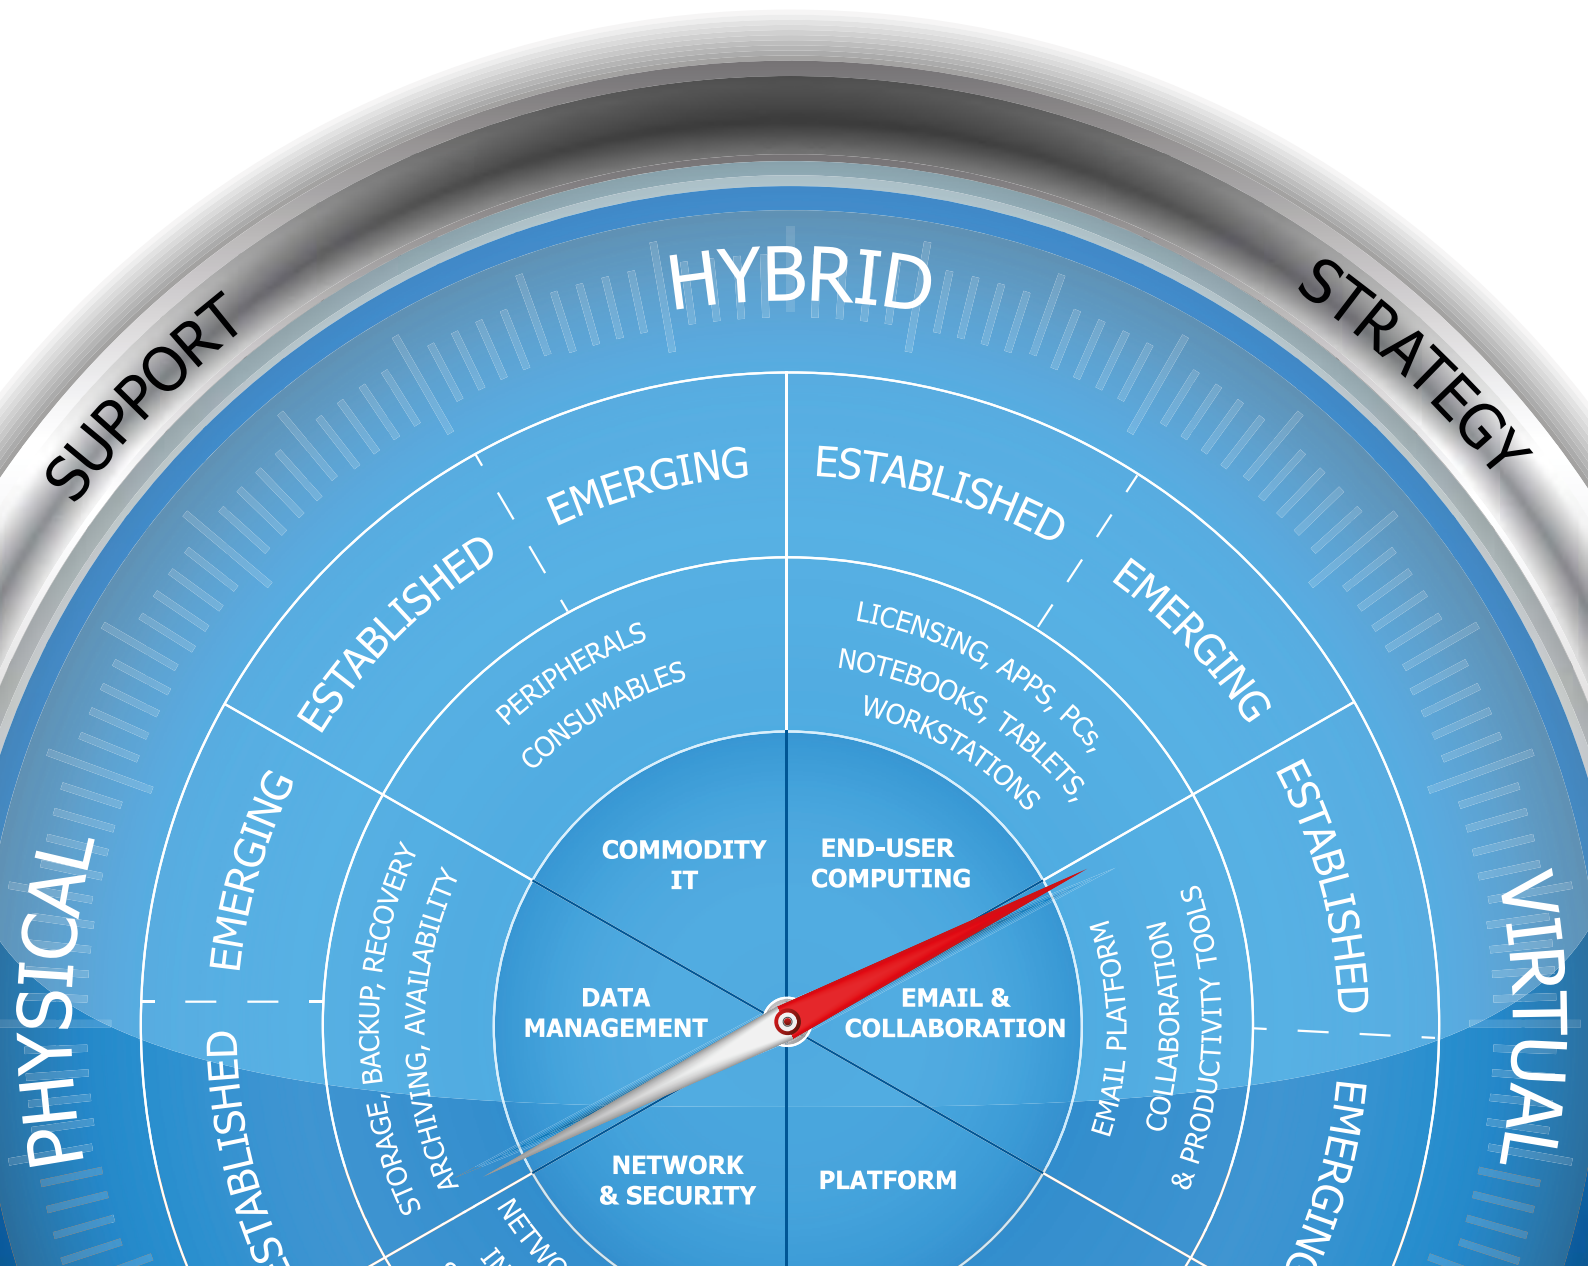 HYBRID
SUPPORT
STRATEGY
PHYSICAL
VIRTUAL
EMERGING
ESTABLISHED
ESTABLISHED
EMERGING
EMERGING
ESTABLISHED
ESTABLISHED
EMERGING
PERIPHERALS
CONSUMABLES
LICENSING, APPS, PCS,
NOTEBOOKS, TABLETS,
WORKSTATIONS
STORAGE, BACKUP, RECOVERY
ARCHIVING, AVAILABILITY
EMAIL PLATFORM
COLLABORATION
& PRODUCTIVITY TOOLS
COMMODITY
IT
END-USER
COMPUTING
DATA
MANAGEMENT
EMAIL &
COLLABORATION
NETWORK
& SECURITY
PLATFORM